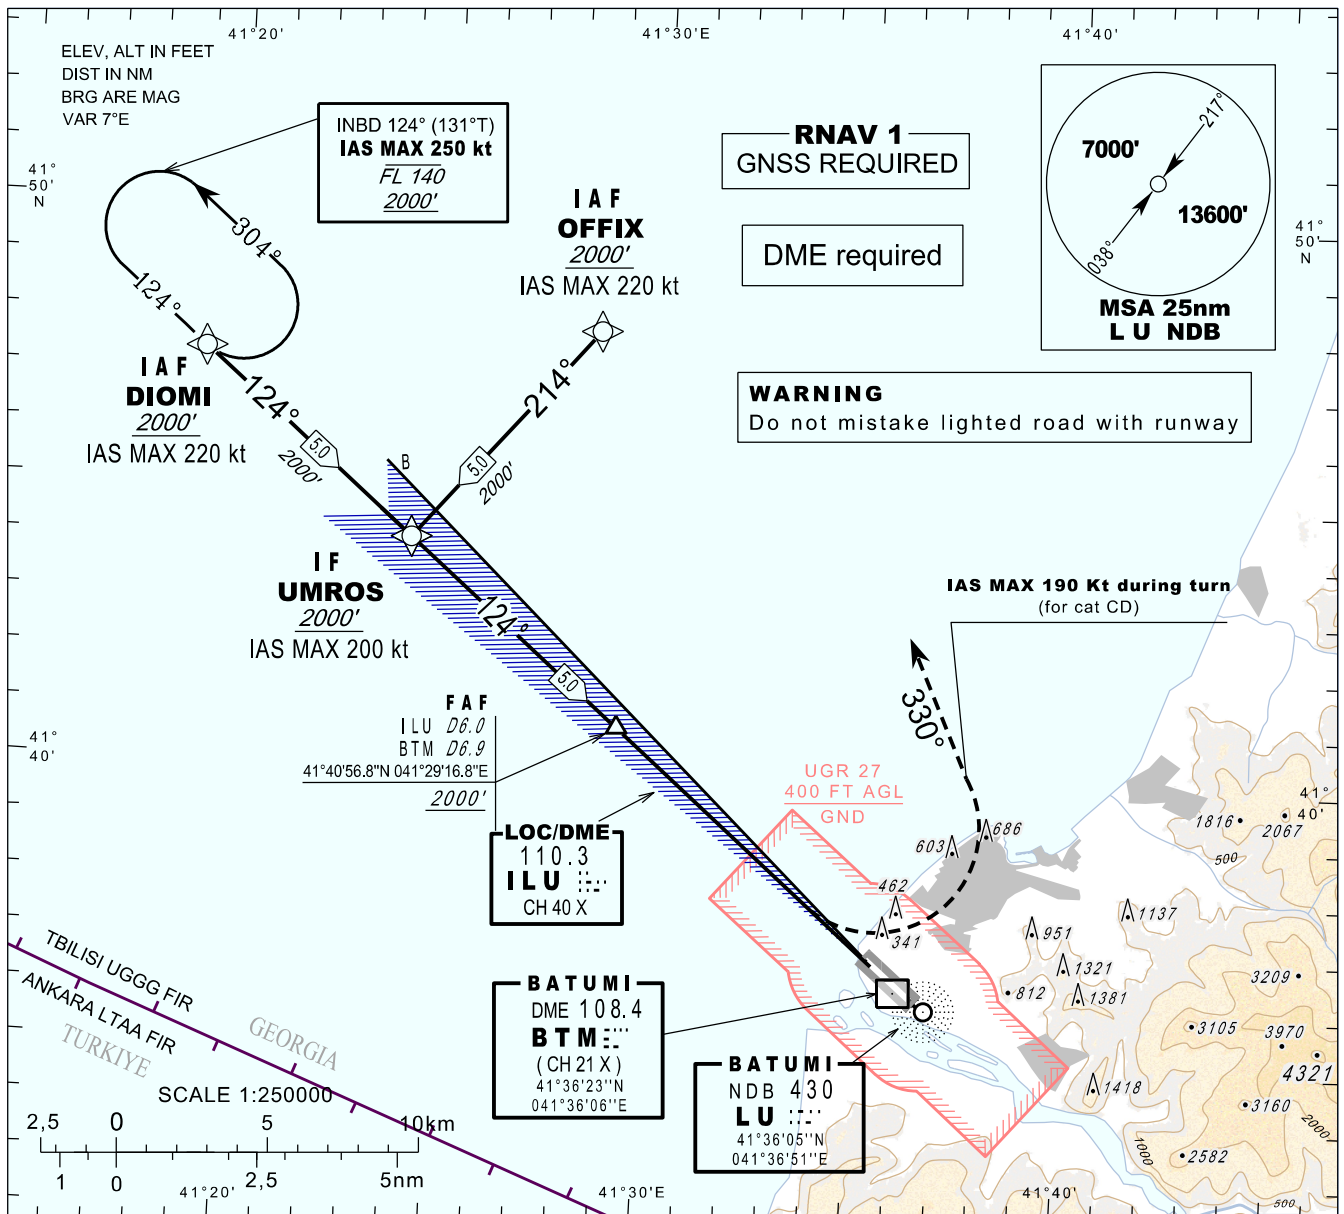 41°20'
41°30'E
41°40'
ELEV, ALT IN FEET
DIST IN NM
BRG ARE MAG
VAR 7°E
INBD 124° (131°T)
IAS MAX 250 kt
FL 140
2000'
RNAV 1
GNSS REQUIRED
DME required
217°
7000'
13600'
038°
MSA 25nm
L U NDB
41°
50'
N
41°
50'
N
304°
124°
IAF
OFFIX
2000'
IAS MAX 220 kt
IAF
DIOMI
2000'
IAS MAX 220 kt
124°
5.0
2000'
214°
5.0
2000'
B
WARNING
Do not mistake lighted road with runway
IF
UMROS
2000'
IAS MAX 200 kt
124°
5.0
IAS MAX 190 Kt during turn
(for cat CD)
330°
FAF
ILU D6.0
BTM D6.9
41°40'56.8"N 041°29'16.8"E
2000'
41°
40'
41°
40'
UGR 27
400 FT AGL
GND
LOC/DME
110.3
ILU
CH 40 X
603
686
462
341
1816
2067
500
1137
951
1321
1381
812
3209
3105
3970
4321
1418
3160
2582
2000
1000
500
TBILISI UGGG FIR
ANKARA LTAA FIR
GEORGIA
TURKIYE
BATUMI
DME 108.4
BTM
(CH 21 X)
41°36'23''N
041°36'06''E
BATUMI
NDB 430
LU
41°36'05''N
041°36'51''E
SCALE 1:250000
2,5 0 5 10km
1 0 2,5 5nm
41°20'
41°30'E
41°40'